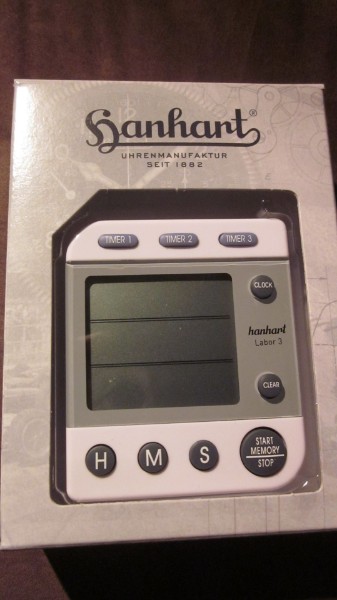 Hanhart®
UHRENMANUFAKTUR
SEIT 1882
TIMER 1 TIMER 2 TIMER 3
CLOCK
hanhart
Labor 3
CLEAR
H M S
START
MEMORY
STOP